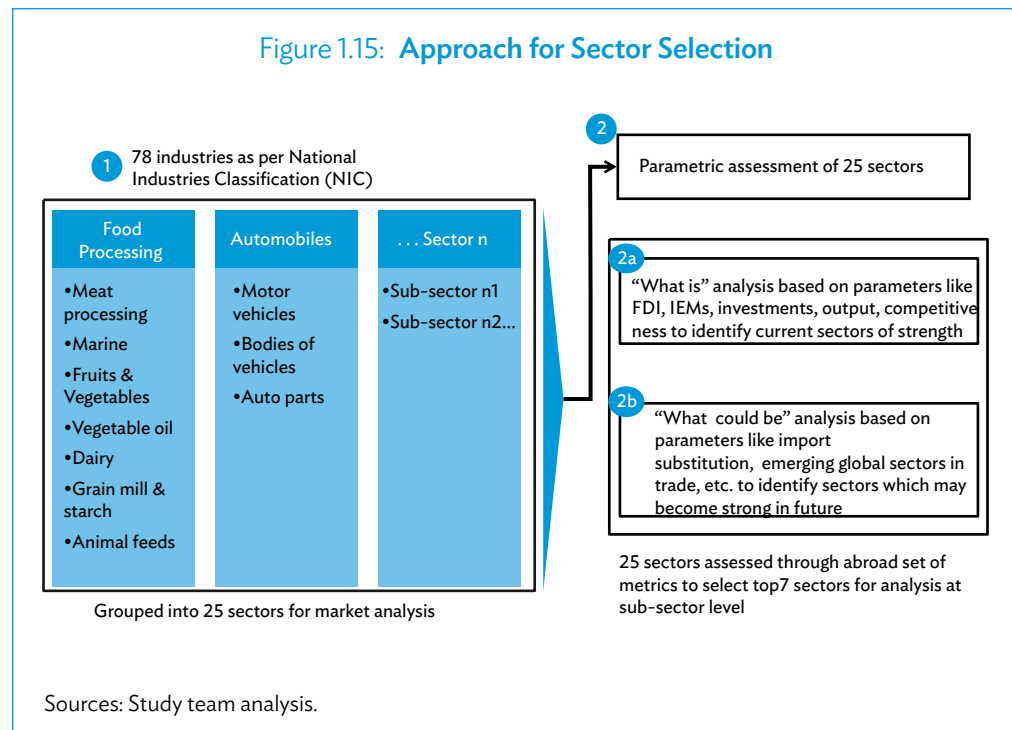 Figure 1.15: Approach for Sector Selection
1
78 industries as per National
Industries Classification (NIC)
Food
Processing
•Meat
processing
•Marine
•Fruits &
Vegetables
•Vegetable oil
•Dairy
•Grain mill &
starch
•Animal feeds
Automobiles
•Motor
vehicles
•Bodies of
vehicles
•Auto parts
. . . Sector n
•Sub-sector n1
•Sub-sector n2...
Grouped into 25 sectors for market analysis
2
Parametric assessment of 25 sectors
2a
“What is” analysis based on parameters like
FDI, IEMs, investments, output, competitive
ness to identify current sectors of strength
2b
“What could be” analysis based on
parameters like import
substitution, emerging global sectors in
trade, etc. to identify sectors which may
become strong in future
25 sectors assessed through abroad set of
metrics to select top7 sectors for analysis at
sub-sector level
Sources: Study team analysis.